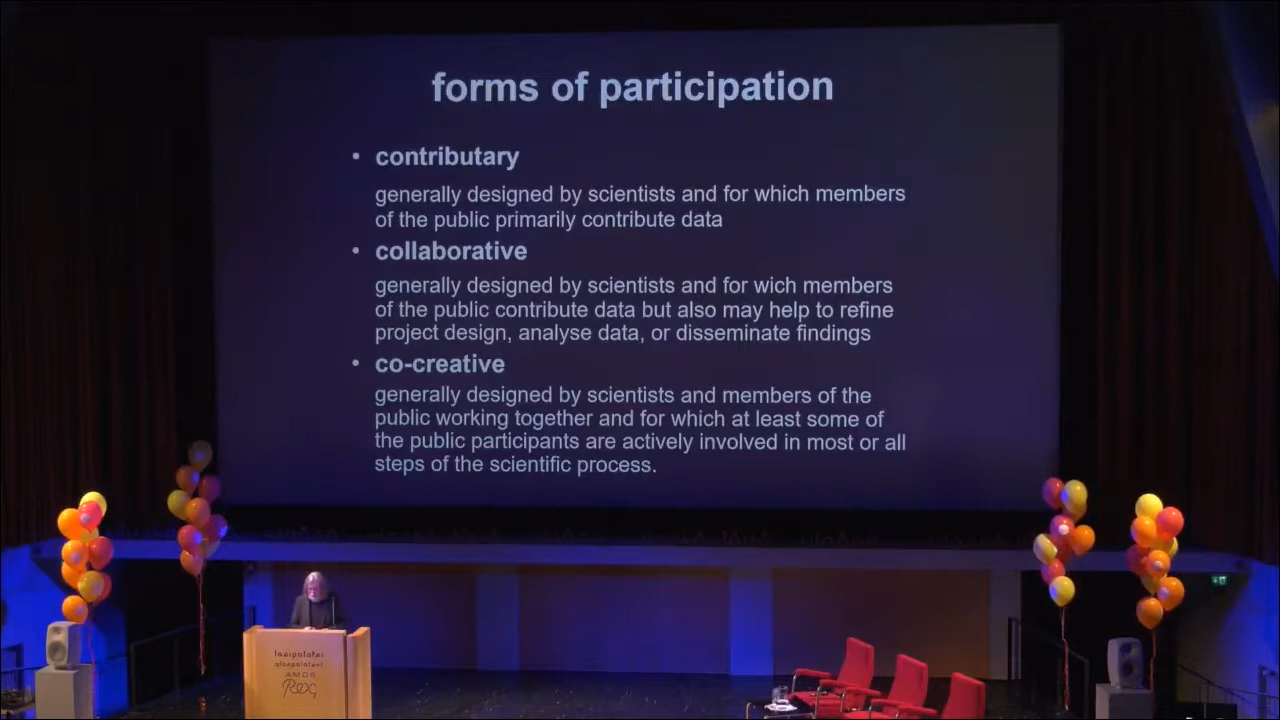 forms of participation
• contributary
generally designed by scientists and for which members
of the public primarily contribute data
• collaborative
generally designed by scientists and for wich members
of the public contribute data but also may help to refine
project design, analyse data, or disseminate findings
• co-creative
generally designed by scientists and members of the
public working together and for which at least some of
the public participants are actively involved in most or all
steps of the scientific process.
AMOS
Rex